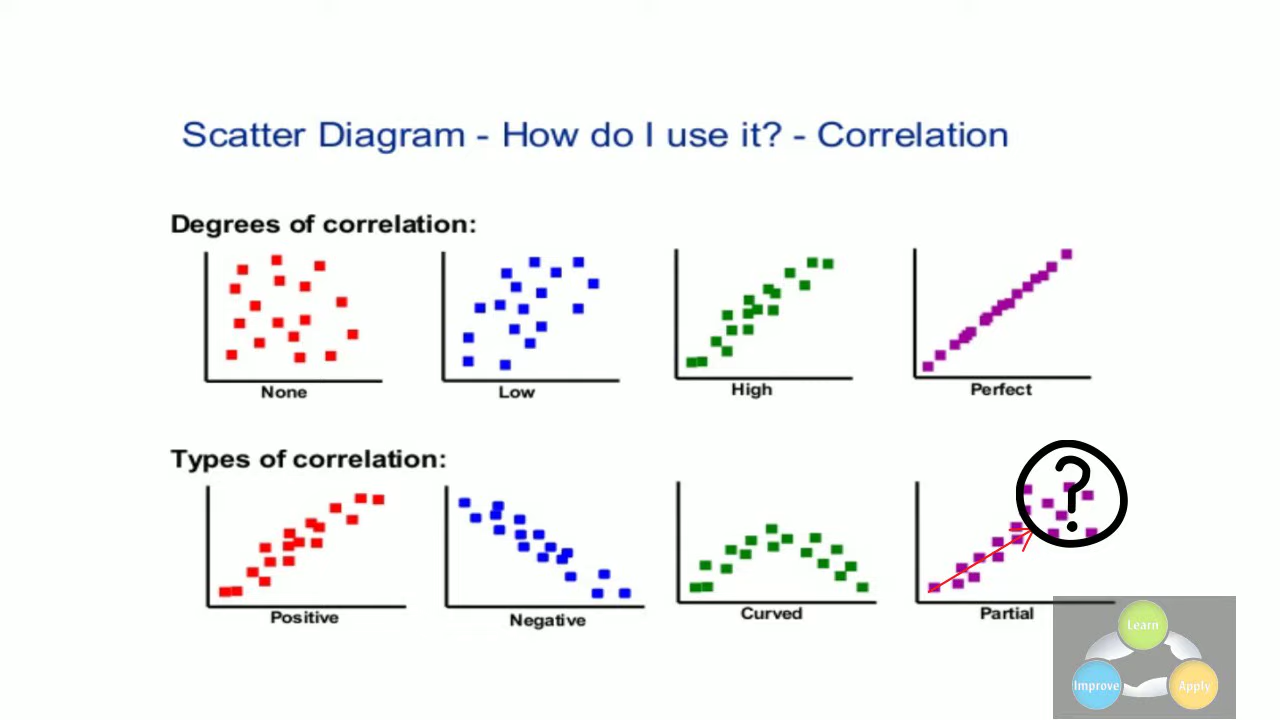 Scatter Diagram - How do I use it? - Correlation
Degrees of correlation:
None
Low
High
Perfect
Types of correlation:
Positive
Negative
Curved
Partial
?
Learn
Improve
Apply